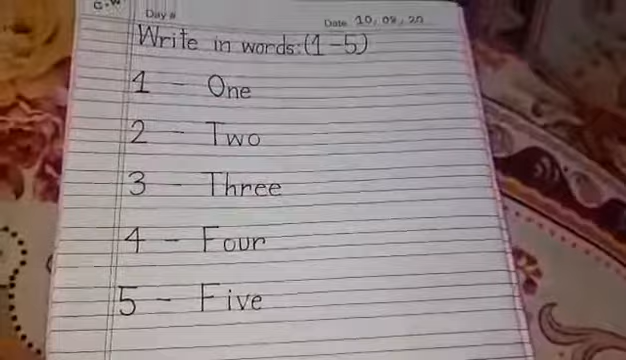 C.W
Day #
Date 10, 09, 20
Write in words:(1-5)
1 - One
2 - Two
3 - Three
4 - Four
5 - Five